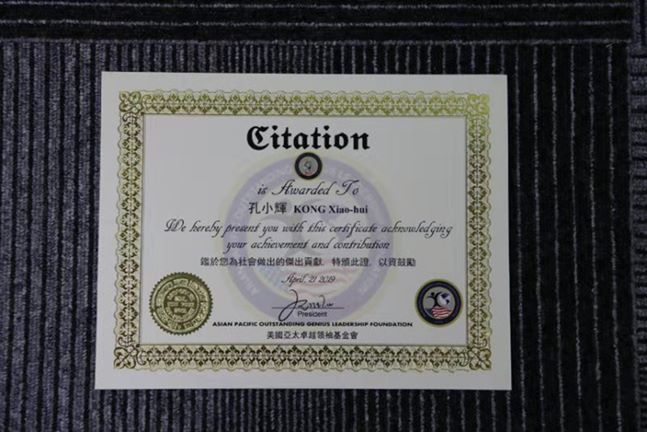 Citation
is Awarded To
孔小輝 KONG Xiao-hui
We hereby present you with this certificate acknowledging
your achievement and contribution
鑑於您為社會做出的傑出貢獻，特頒此證，以資鼓勵
April, 21 2019
President
ASIAN PACIFIC OUTSTANDING GENIUS LEADERSHIP FOUNDATION
美國亞太卓越領袖基金會